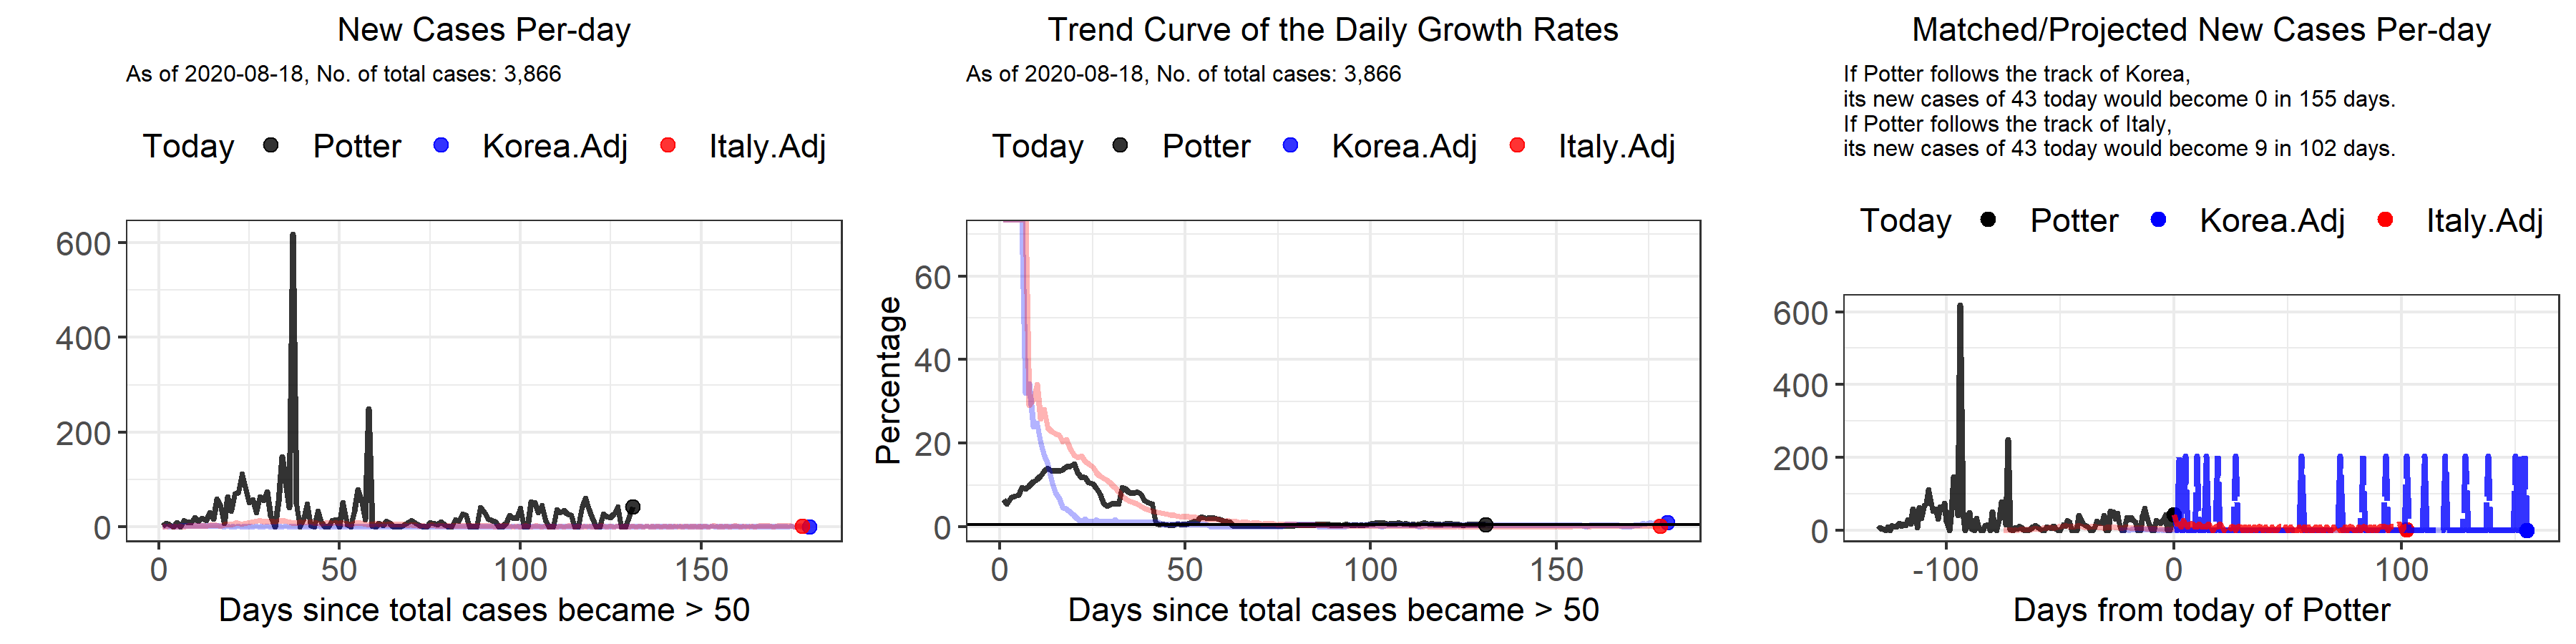 New Cases Per-day
As of 2020-08-18, No. of total cases: 3,866
Today Potter Korea.Adj Italy.Adj
600
400
200
0
0 50 100 150
Days since total cases became > 50
Trend Curve of the Daily Growth Rates
As of 2020-08-18, No. of total cases: 3,866
Today Potter Korea.Adj Italy.Adj
Percentage
60
40
20
0
0 50 100 150
Days since total cases became > 50
Matched/Projected New Cases Per-day
If Potter follows the track of Korea,
its new cases of 43 today would become 0 in 155 days.
If Potter follows the track of Italy,
its new cases of 43 today would become 9 in 102 days.
Today Potter Korea.Adj Italy.Adj
600
400
200
0
-100 0 100
Days from today of Potter